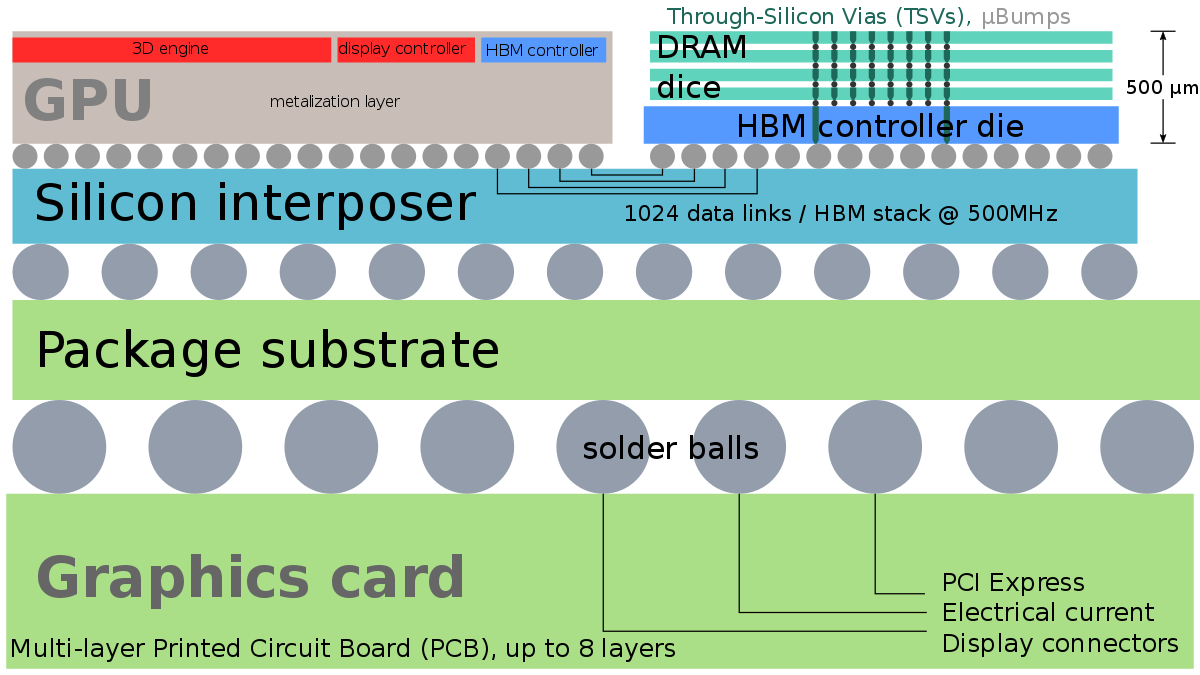 Through-Silicon Vias (TSVs), µBumps
3D engine
display controller
HBM controller
GPU
metalization layer
DRAM
dice
500 µm
HBM controller die
Silicon interposer
1024 data links / HBM stack @ 500MHz
Package substrate
solder balls
Graphics card
PCI Express
Electrical current
Display connectors
Multi-layer Printed Circuit Board (PCB), up to 8 layers